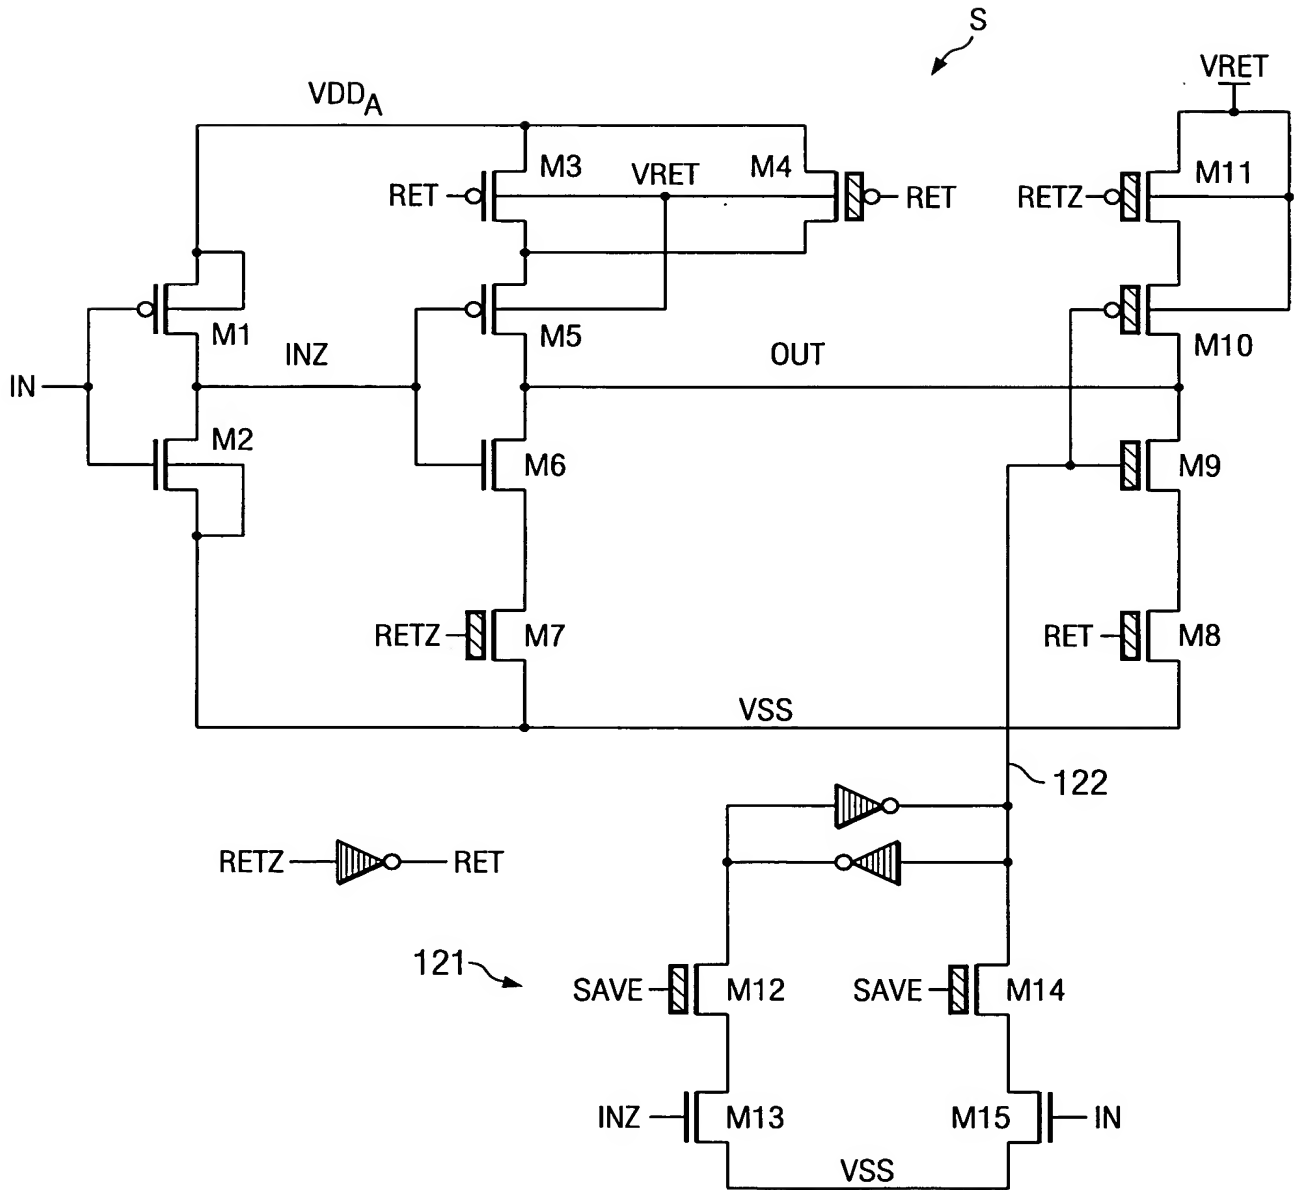 S
VRET
VDDA
M3
VRET
M4
M11
RET
RET
RETZ
M1
M5
M10
INZ
OUT
IN
M2
M6
M9
RETZ
M7
RET
M8
VSS
122
RETZ
RET
121
SAVE
M12
SAVE
M14
INZ
M13
M15
IN
VSS